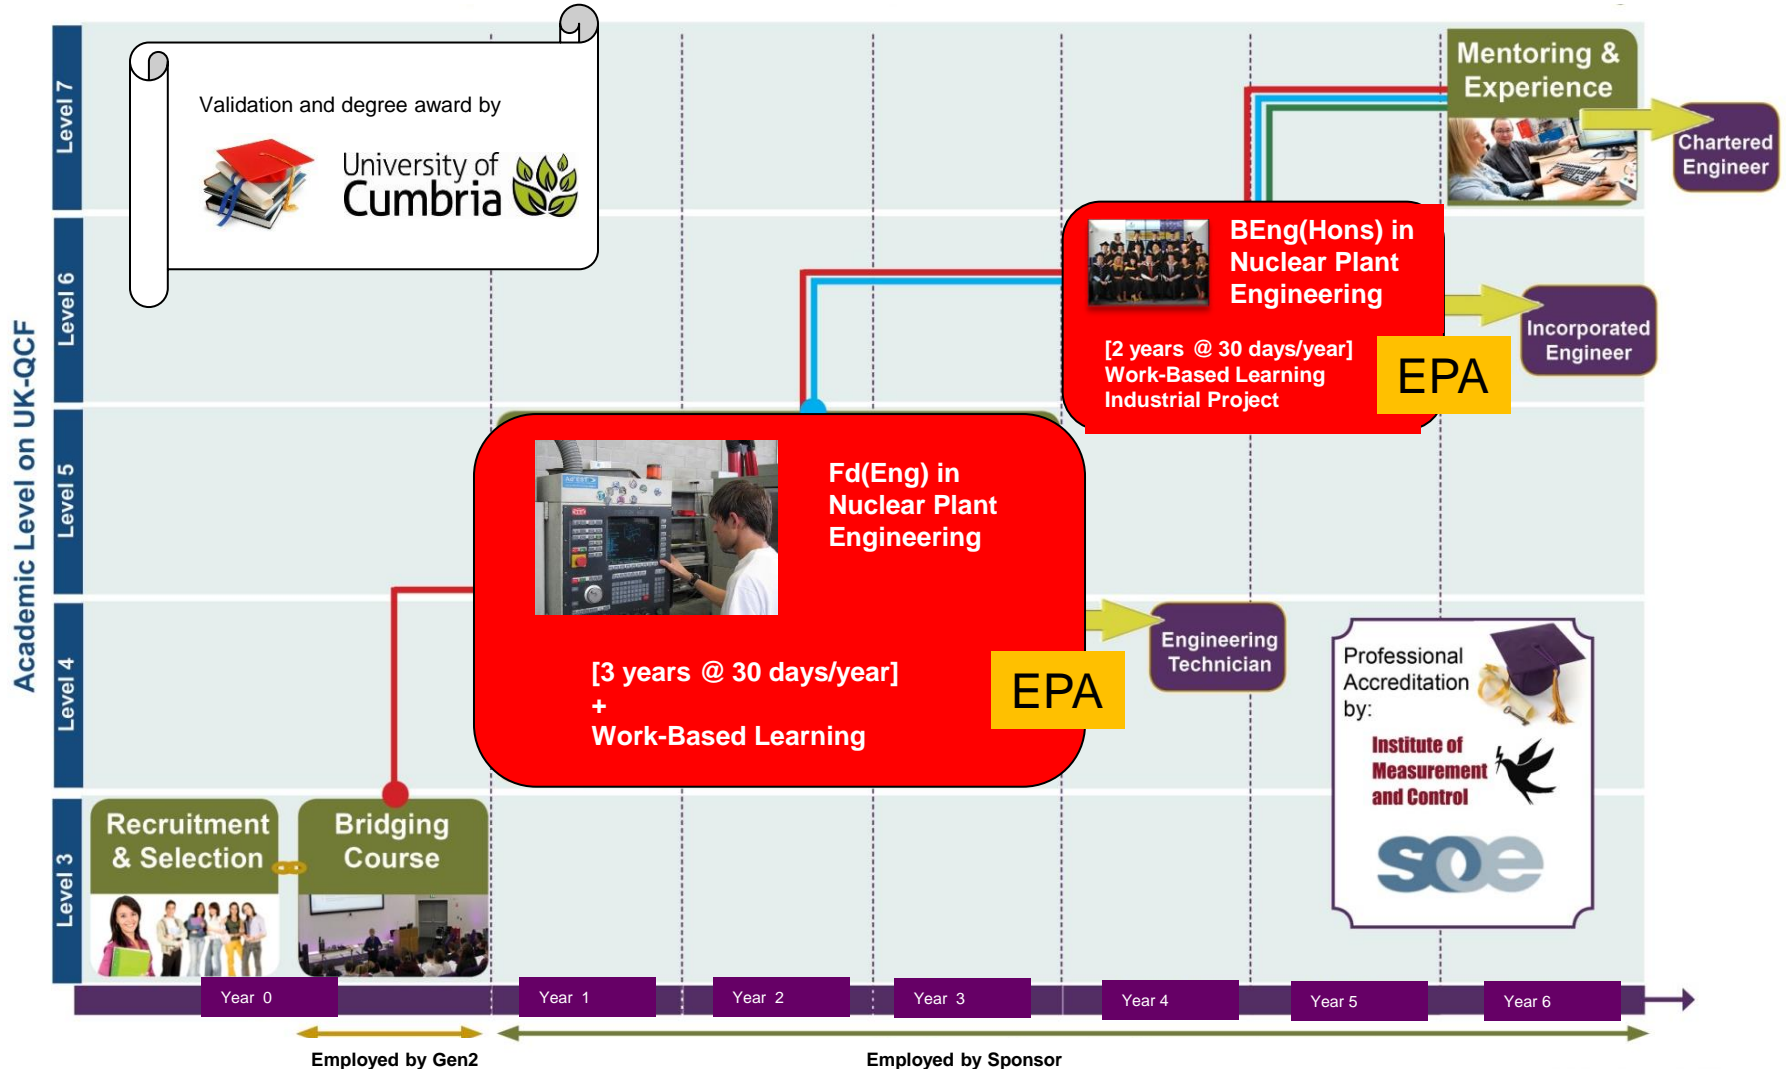 Academic Level on UK-QCF
Level 7
Level 6
Level 5
Level 4
Level 3
Validation and degree award by
University of
Cumbria
Mentoring &
Experience
Chartered
Engineer
BEng(Hons) in
Nuclear Plant
Engineering
[2 years @ 30 days/year]
Work-Based Learning
Industrial Project
EPA
Incorporated
Engineer
Fd(Eng) in
Nuclear Plant
Engineering
[3 years @ 30 days/year]
+
Work-Based Learning
EPA
Engineering
Technician
Professional
Accreditation
by:
Institute of
Measurement
and Control
soe
Recruitment
& Selection
Bridging
Course
Year 0
Year 1
Year 2
Year 3
Year 4
Year 5
Year 6
Employed by Gen2
Employed by Sponsor